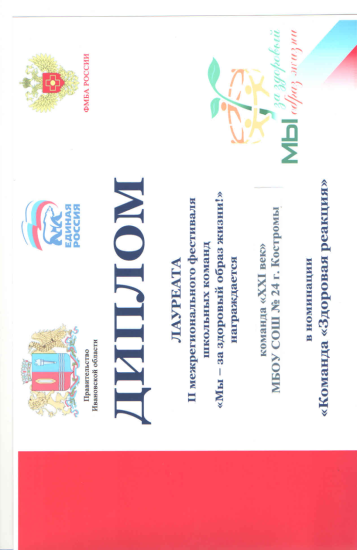 Правительство
Ивановской области
ЕДИНАЯ
РОССИЯ
ФМБА РОССИИ
ДИПЛОМ
ЛАУРЕАТА
II межрегионального фестиваля
школьных команд
«Мы – за здоровый образ жизни!»
награждается
команда «XXI век»
МБОУ СОШ № 24 г. Костромы
в номинации
«Команда «Здоровая реакция»
за здоровый
МЫ образ жизни